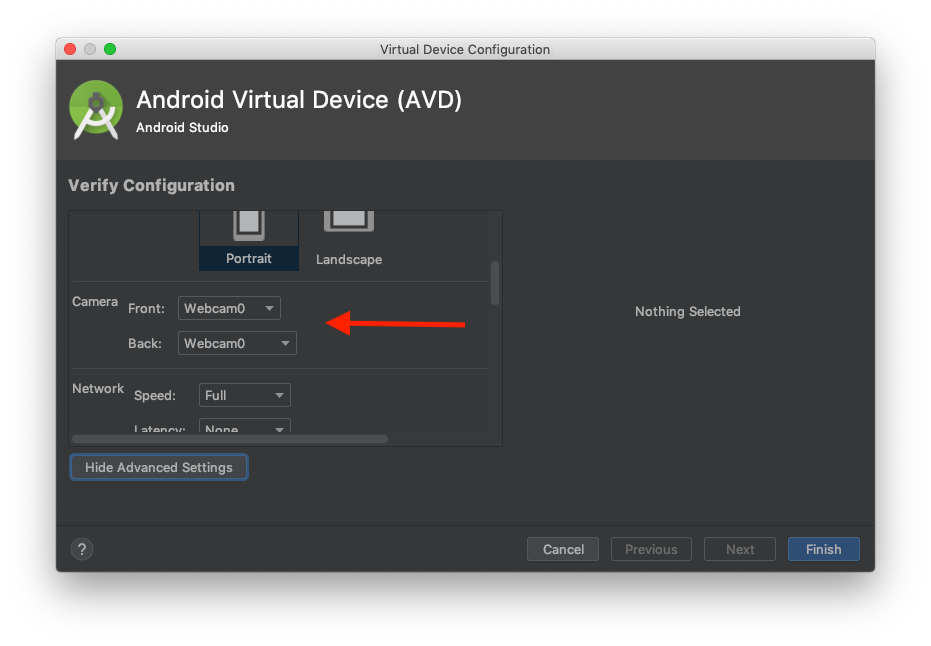 Virtual Device Configuration
Android Virtual Device (AVD)
Android Studio
Verify Configuration
Portrait
Landscape
Camera
Front:
Webcam0
Back:
Webcam0
Network
Speed:
Full
Latency:
None
Nothing Selected
Hide Advanced Settings
?
Cancel
Previous
Next
Finish